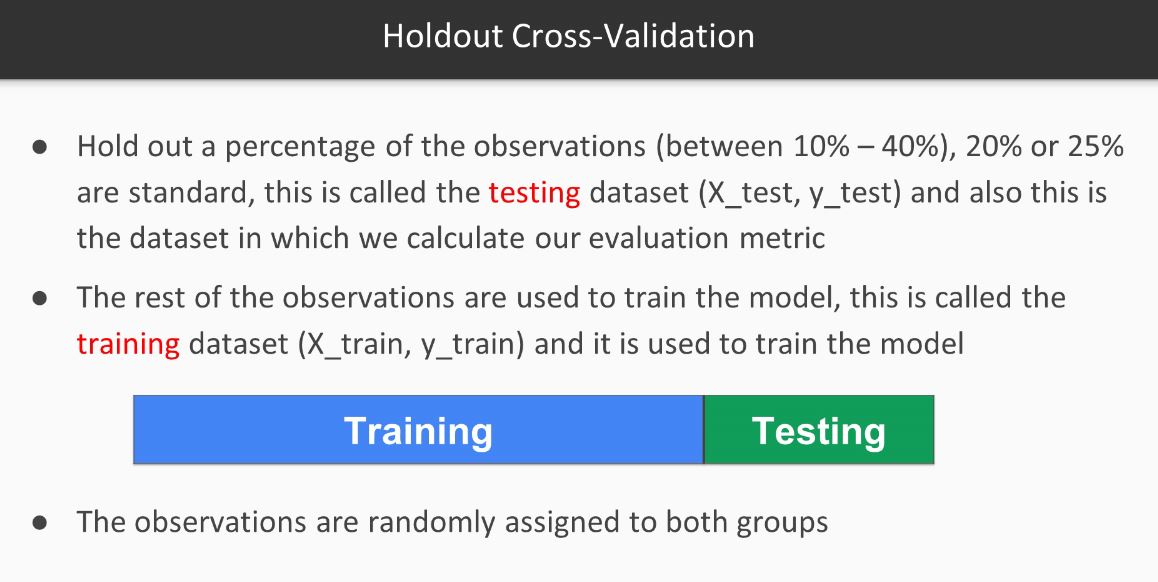 Holdout Cross-Validation
● Hold out a percentage of the observations (between 10% – 40%), 20% or 25%
are standard, this is called the testing dataset (X_test, y_test) and also this is
the dataset in which we calculate our evaluation metric
● The rest of the observations are used to train the model, this is called the
training dataset (X_train, y_train) and it is used to train the model
Training Testing
● The observations are randomly assigned to both groups